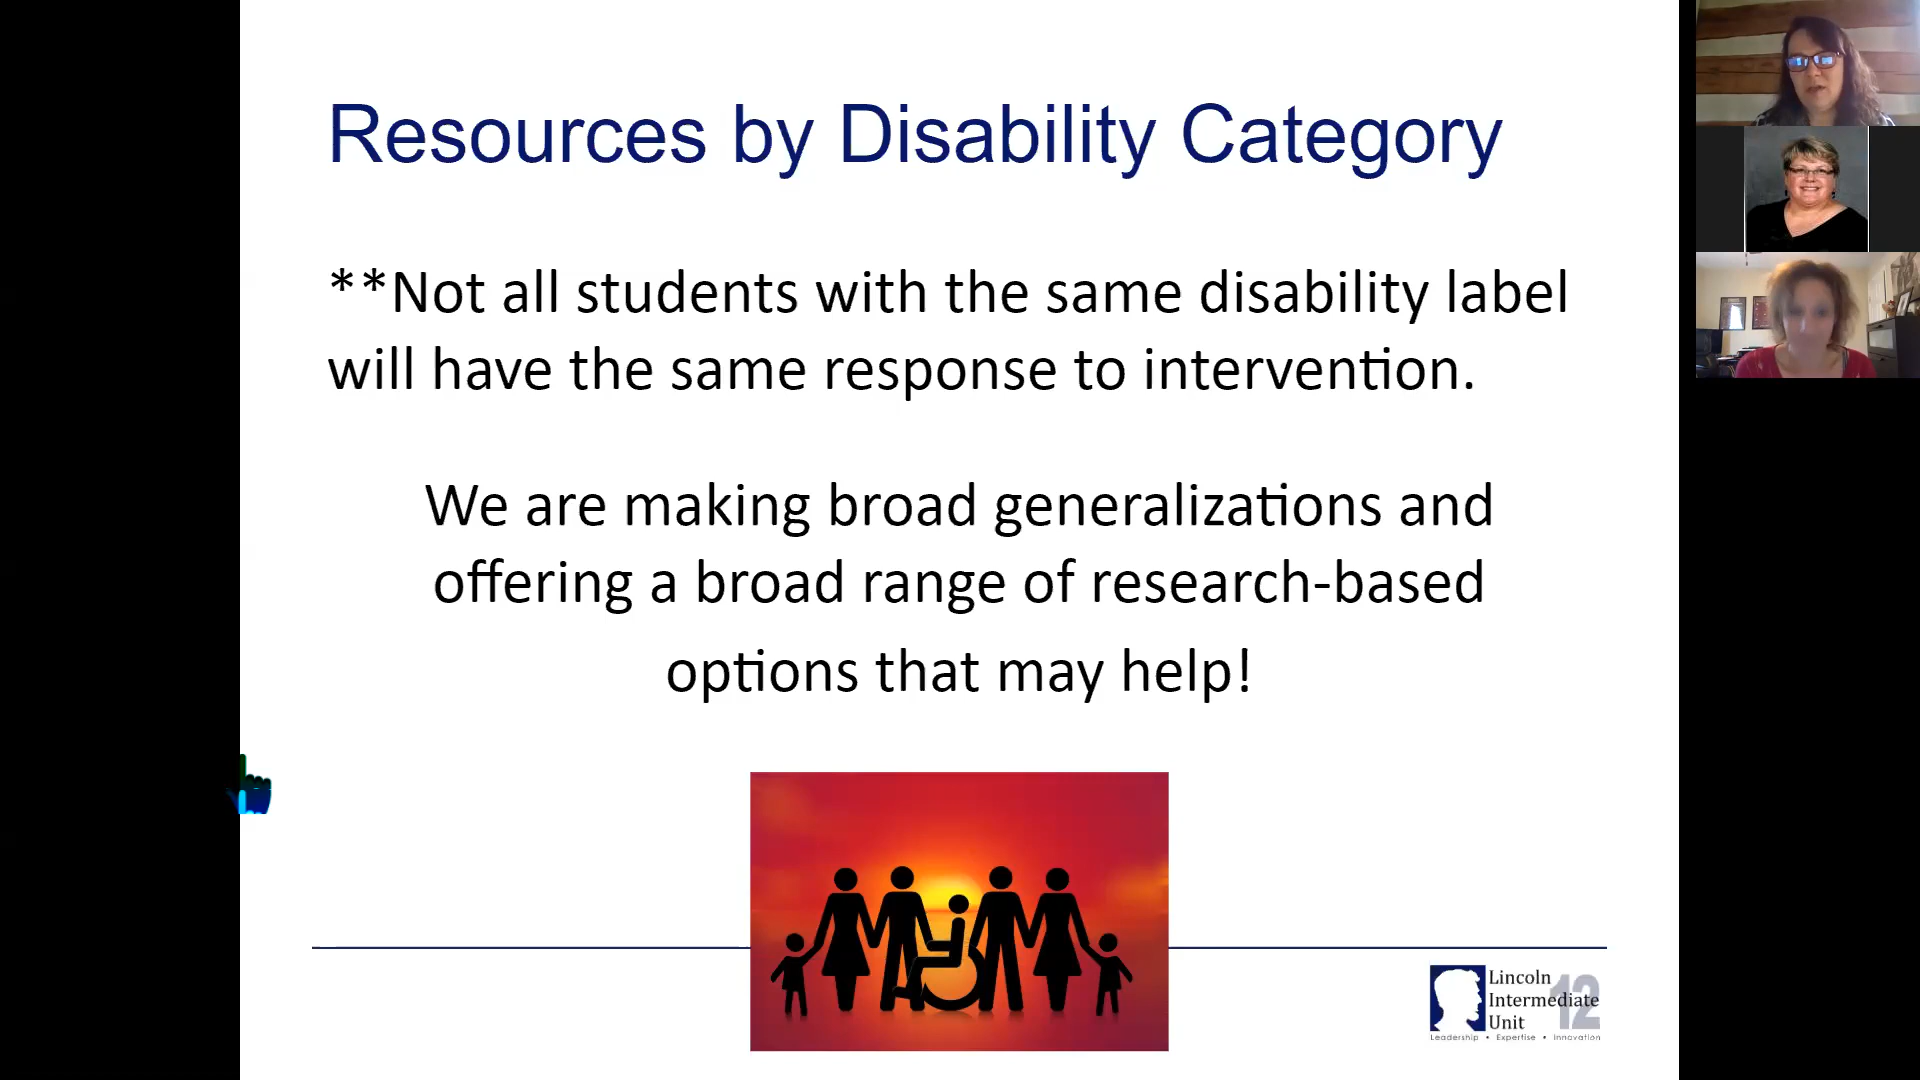 Resources by Disability Category
**Not all students with the same disability label
will have the same response to intervention.
We are making broad generalizations and
offering a broad range of research-based
options that may help!
Lincoln
Intermediate
Unit
12
Leadership • Expertise • Innovation